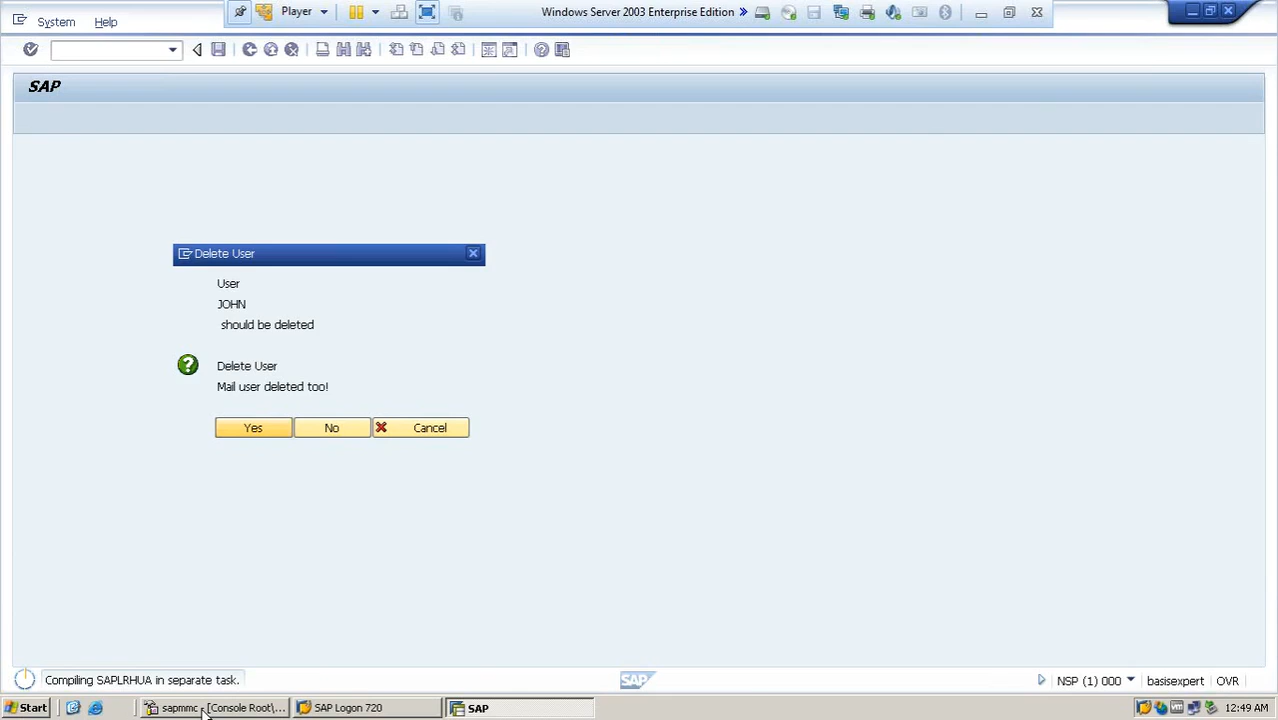 System Help
Player
Windows Server 2003 Enterprise Edition
SAP
Delete User
User
JOHN
should be deleted
Delete User
Mail user deleted too!
Yes No Cancel
Compiling SAPLRHUA in separate task.
SAP
NSP (1) 000
basisexpert
OVR
Start
sapmmc - [Console Root\...
SAP Logon 720
SAP
12:49 AM